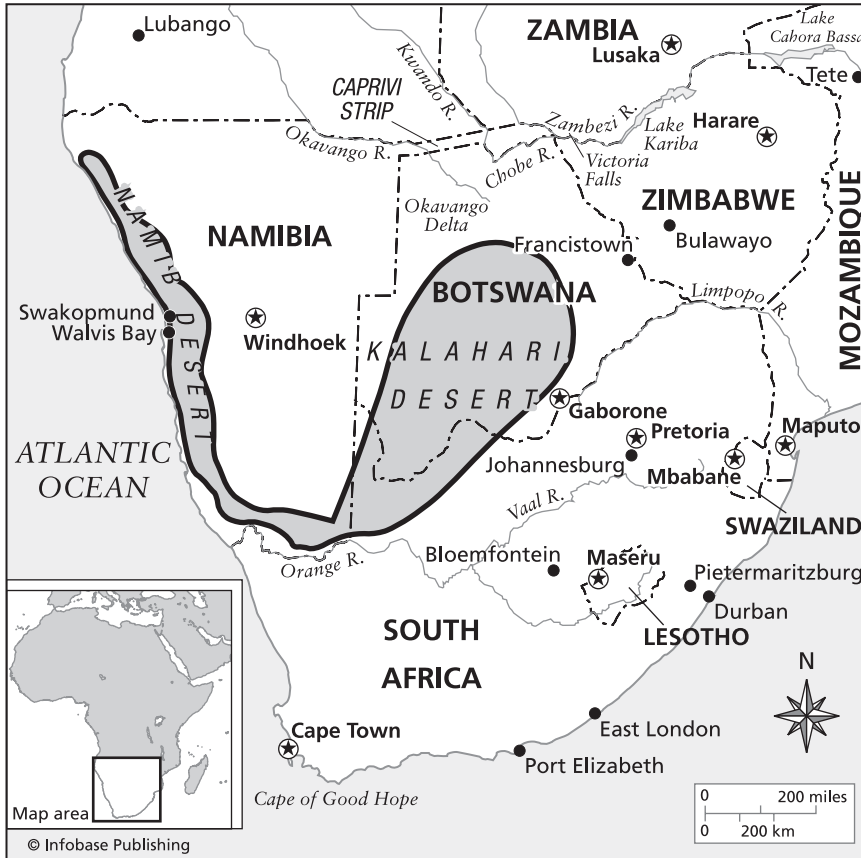 Lubango
ZAMBIA
Lusaka
Lake
Cahora Bassa
Tete
Kwando R.
CAPRIVI
STRIP
Zambezi R.
Lake
Kariba
Harare
Okavango R.
Chobe R.
Victoria
Falls
ZIMBABWE
MOZAMBIQUE
NAMIB DESERT
NAMIBIA
Okavango
Delta
Francistown
Bulawayo
BOTSWANA
Limpopo R.
Swakopmund
Walvis Bay
Windhoek
KALAHARI
DESERT
Gaborone
Pretoria
Maputo
Johannesburg
Mbabane
ATLANTIC
OCEAN
Vaal R.
SWAZILAND
Orange R.
Bloemfontein
Maseru
Pietermaritzburg
Durban
LESOTHO
SOUTH
AFRICA
N
Cape Town
East London
Port Elizabeth
Cape of Good Hope
Map area
0 200 miles
0 200 km
© Infobase Publishing